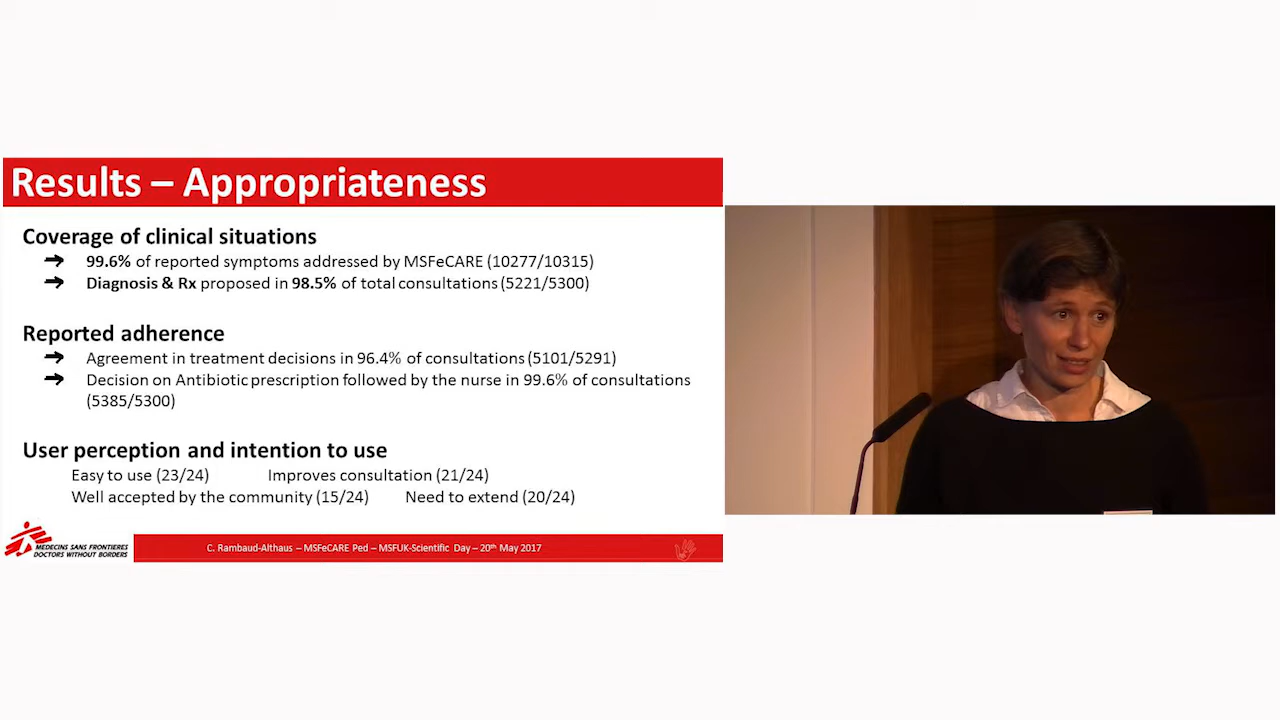 Results – Appropriateness
Coverage of clinical situations
➔ 99.6% of reported symptoms addressed by MSFeCARE (10277/10315)
➔ Diagnosis & Rx proposed in 98.5% of total consultations (5221/5300)
Reported adherence
➔ Agreement in treatment decisions in 96.4% of consultations (5101/5291)
➔ Decision on Antibiotic prescription followed by the nurse in 99.6% of consultations
(5385/5300)
User perception and intention to use
Easy to use (23/24) Improves consultation (21/24)
Well accepted by the community (15/24) Need to extend (20/24)
MEDECINS SANS FRONTIERES
DOCTORS WITHOUT BORDERS
C. Rambaud-Althaus – MSFeCARE Ped – MSFUK-Scientific Day – 20th May 2017